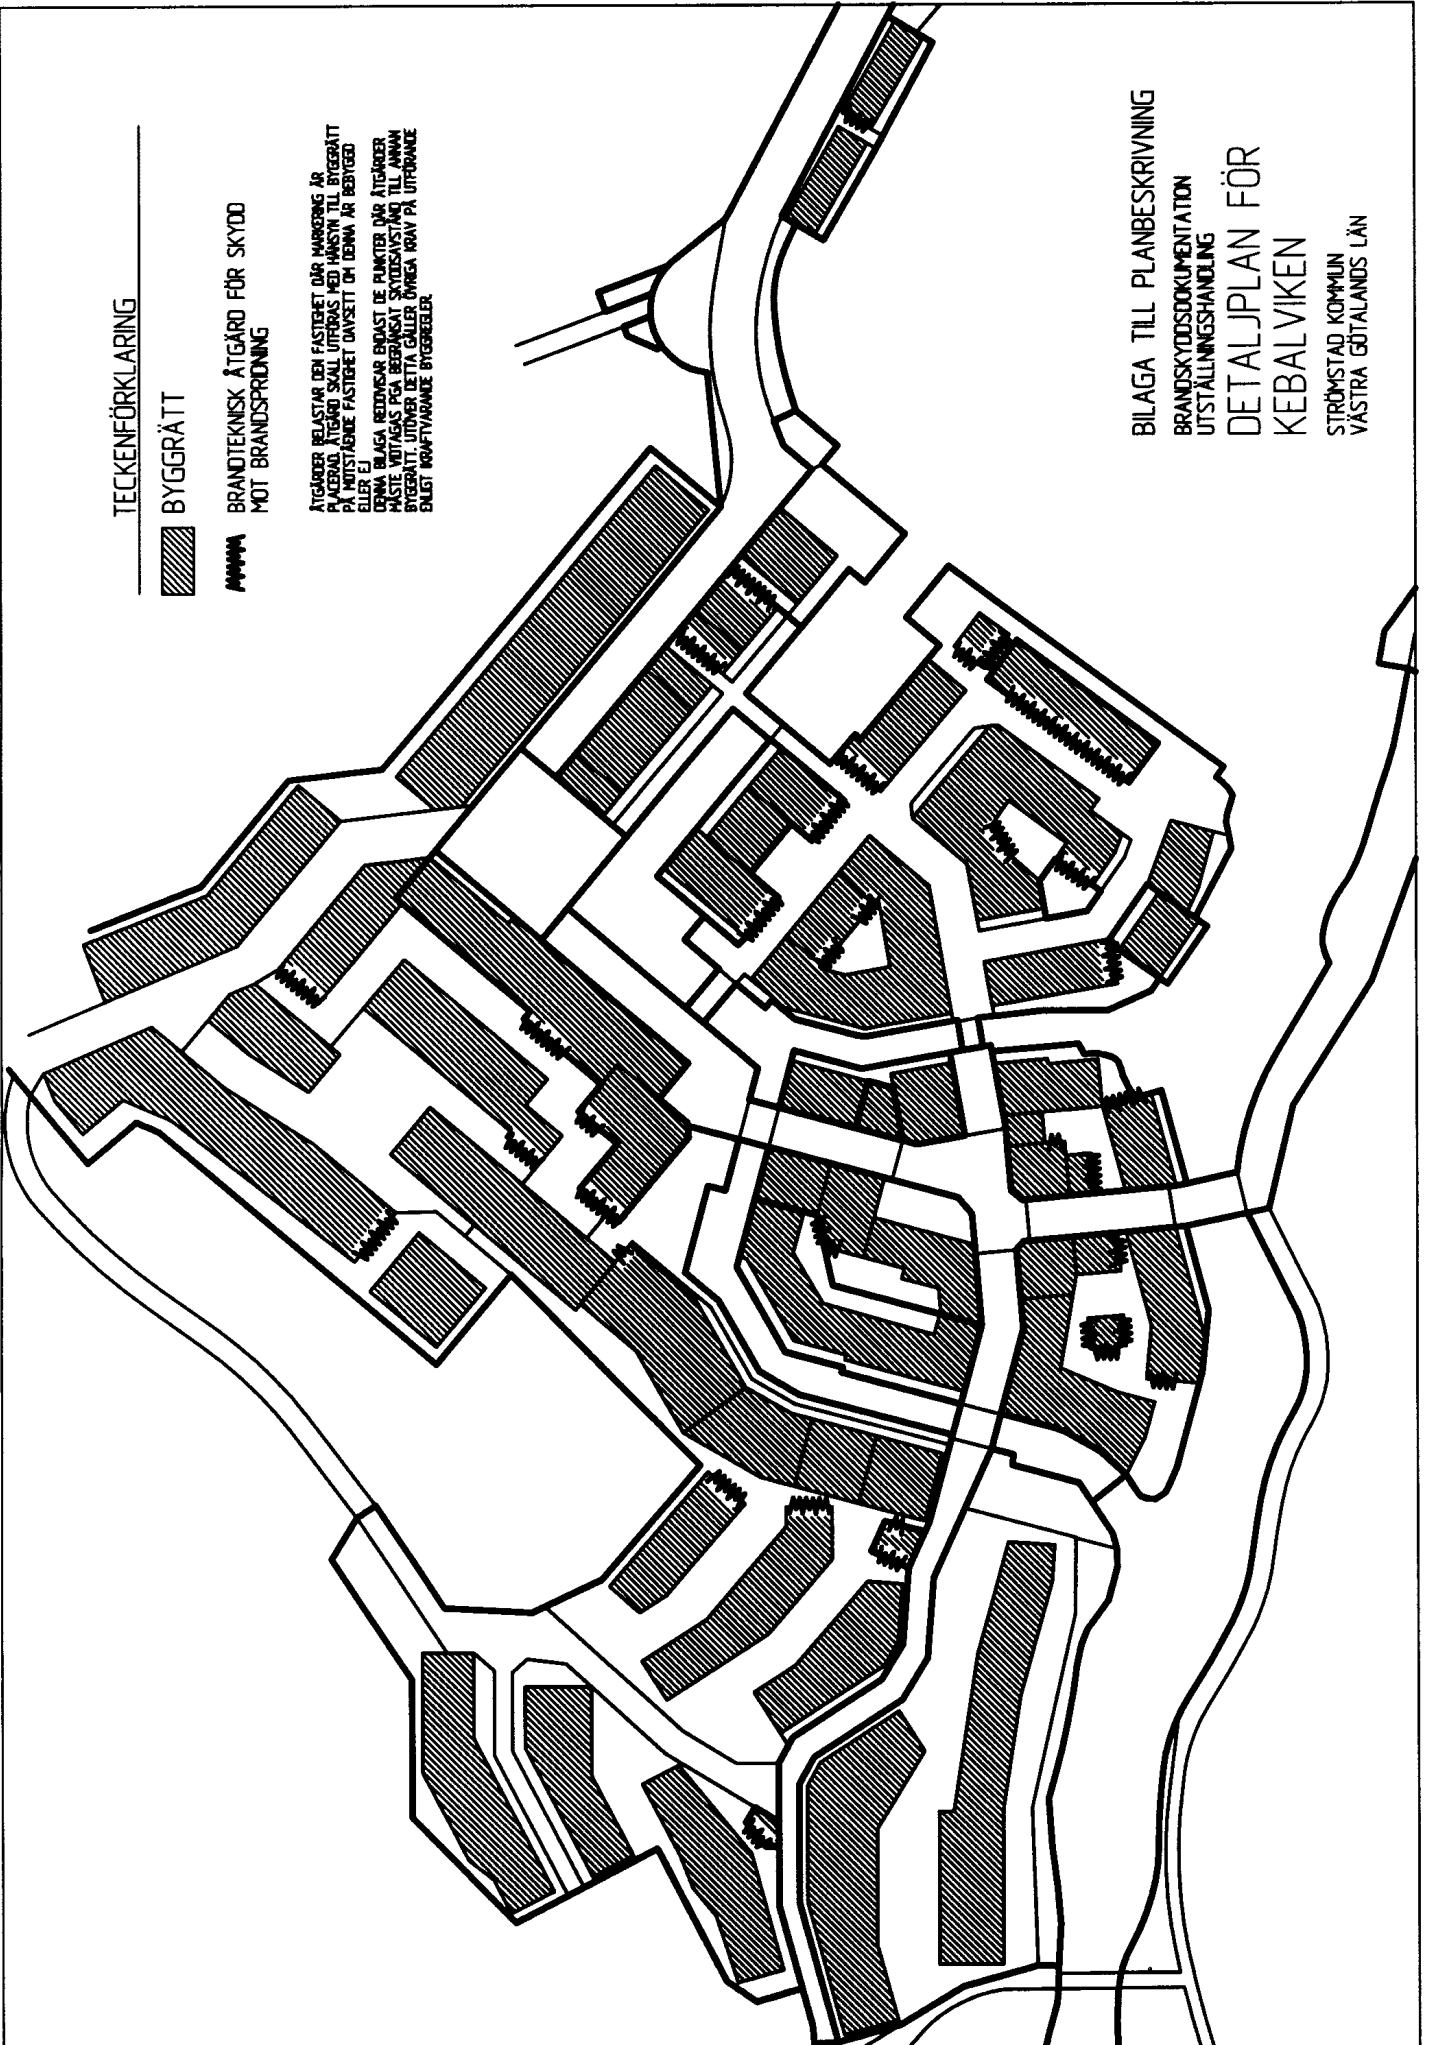 TECKENFÖRKLARING
BYGGRÄTT
BRANDTEKNISK ÅTGÄRD FÖR SKYDD
MOT BRANDSPRIDNING
ÅTGÄRDER BELASTAR DEN FASTIGHET DÄR MARKERING ÄR
PLACERAD. ÅTGÄRD SKALL UTFÖRAS MED HÄNSYN TILL BYGGRÄTT
PÅ MOTSTÅENDE FASTIGHET OAVSETT OM DENNA ÄR BEBYGGD
ELLER EJ
DENNA BILAGA REDOVISAR ENDAST DE PUNKTER DÄR ÅTGÄRDER
MÅSTE VIDTAGAS PGA BEGRÄNSAT SKYDDSAVSTÅND TILL ANNAN
BYGGRÄTT. UTÖVER DETTA GÄLLER ÖVRIGA KRAV PÅ UTFÖRANDE
ENLIGT IKRAFTVARANDE BYGGREGLER.
BILAGA TILL PLANBESKRIVNING
BRANDSKYDDSDOKUMENTATION
UTSTÄLLNINGSHANDLING
DETALJPLAN FÖR
KEBALVIKEN
STRÖMSTAD KOMMUN
VÄSTRA GÖTALANDS LÄN